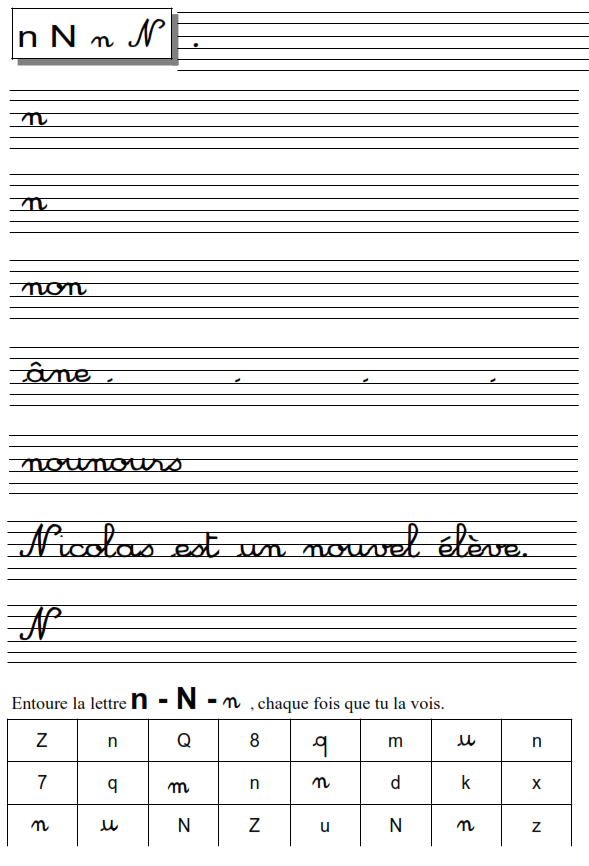 n N n N .
n
n
non
âne
nounours
Nicolas est un nouvel élève.
N
Entoure la lettre n - N - n , chaque fois que tu la vois.
Z n Q 8 q m u n
7 q m n n d k x
n u N Z u N n z